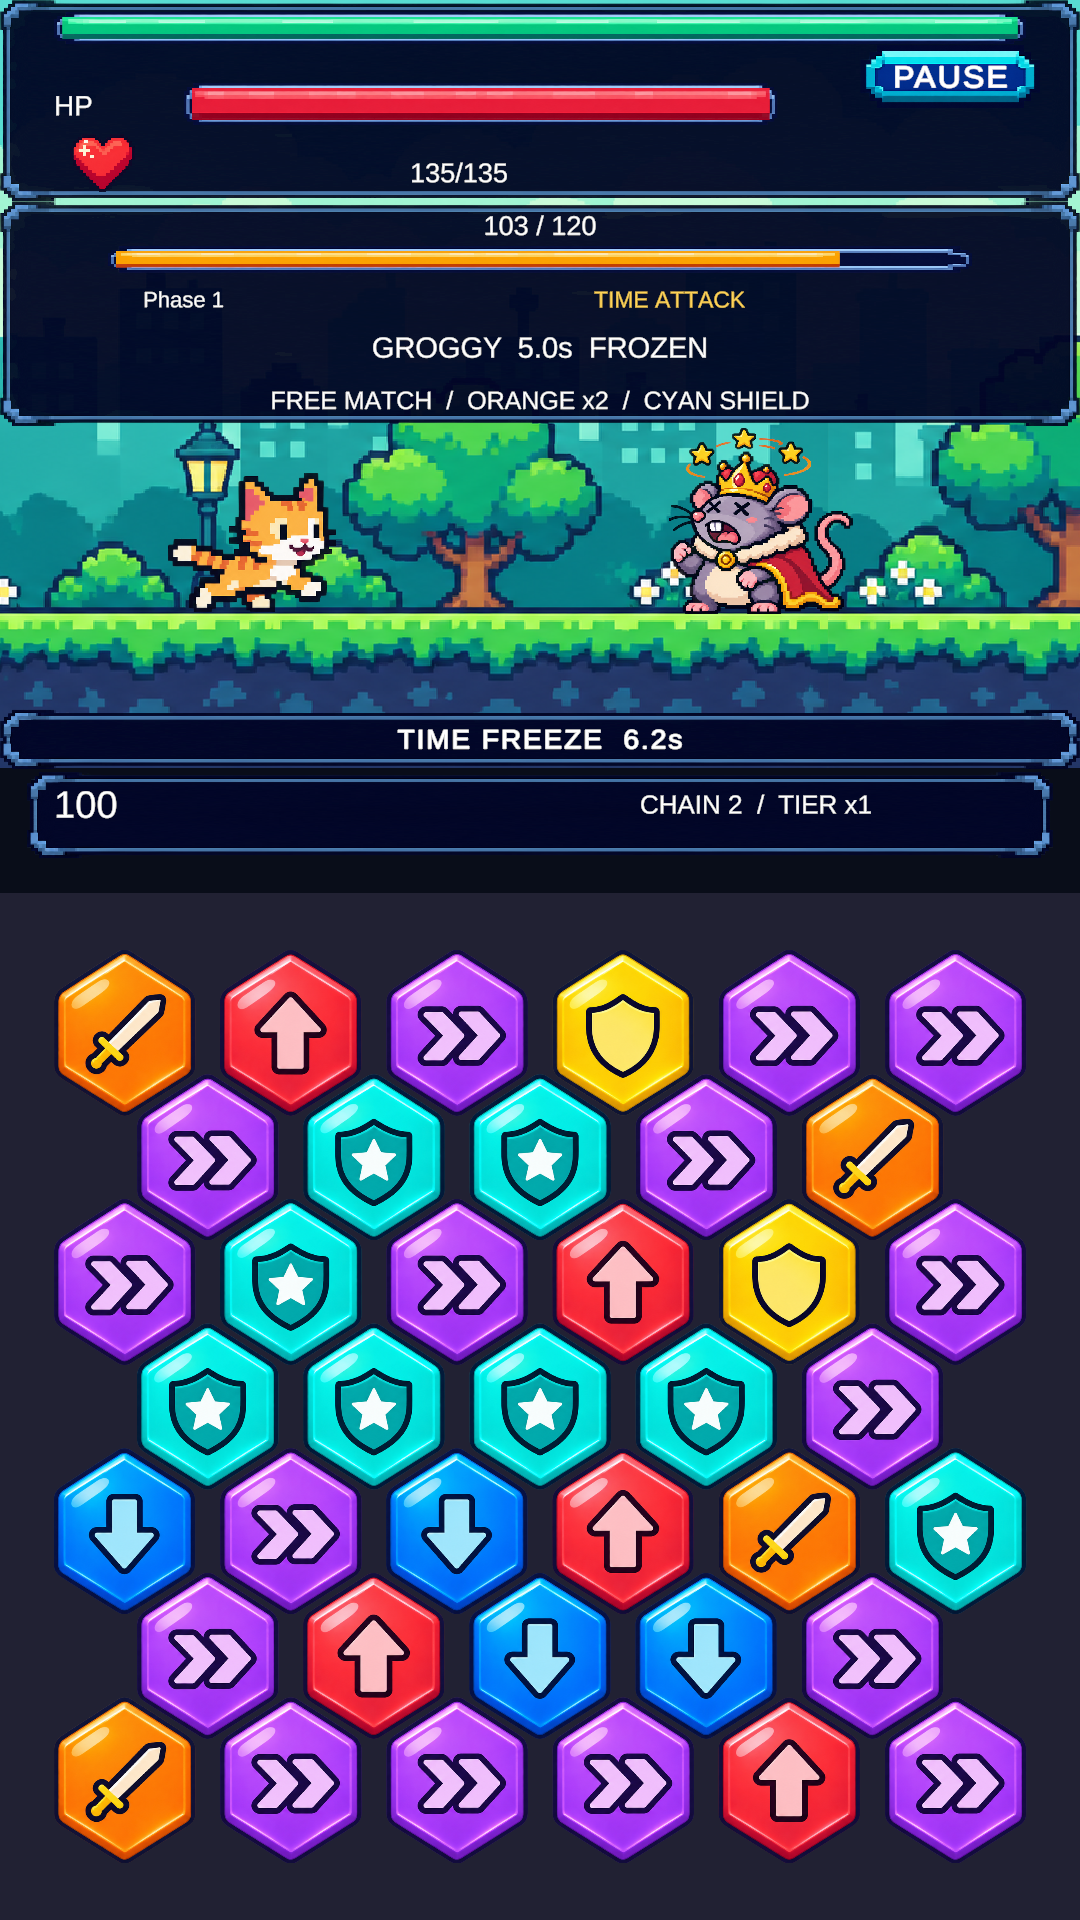 PAUSE
HP
135/135
103 / 120
Phase 1 TIME ATTACK
GROGGY 5.0s FROZEN
FREE MATCH / ORANGE x2 / CYAN SHIELD
TIME FREEZE 6.2s
100 CHAIN 2 / TIER x1